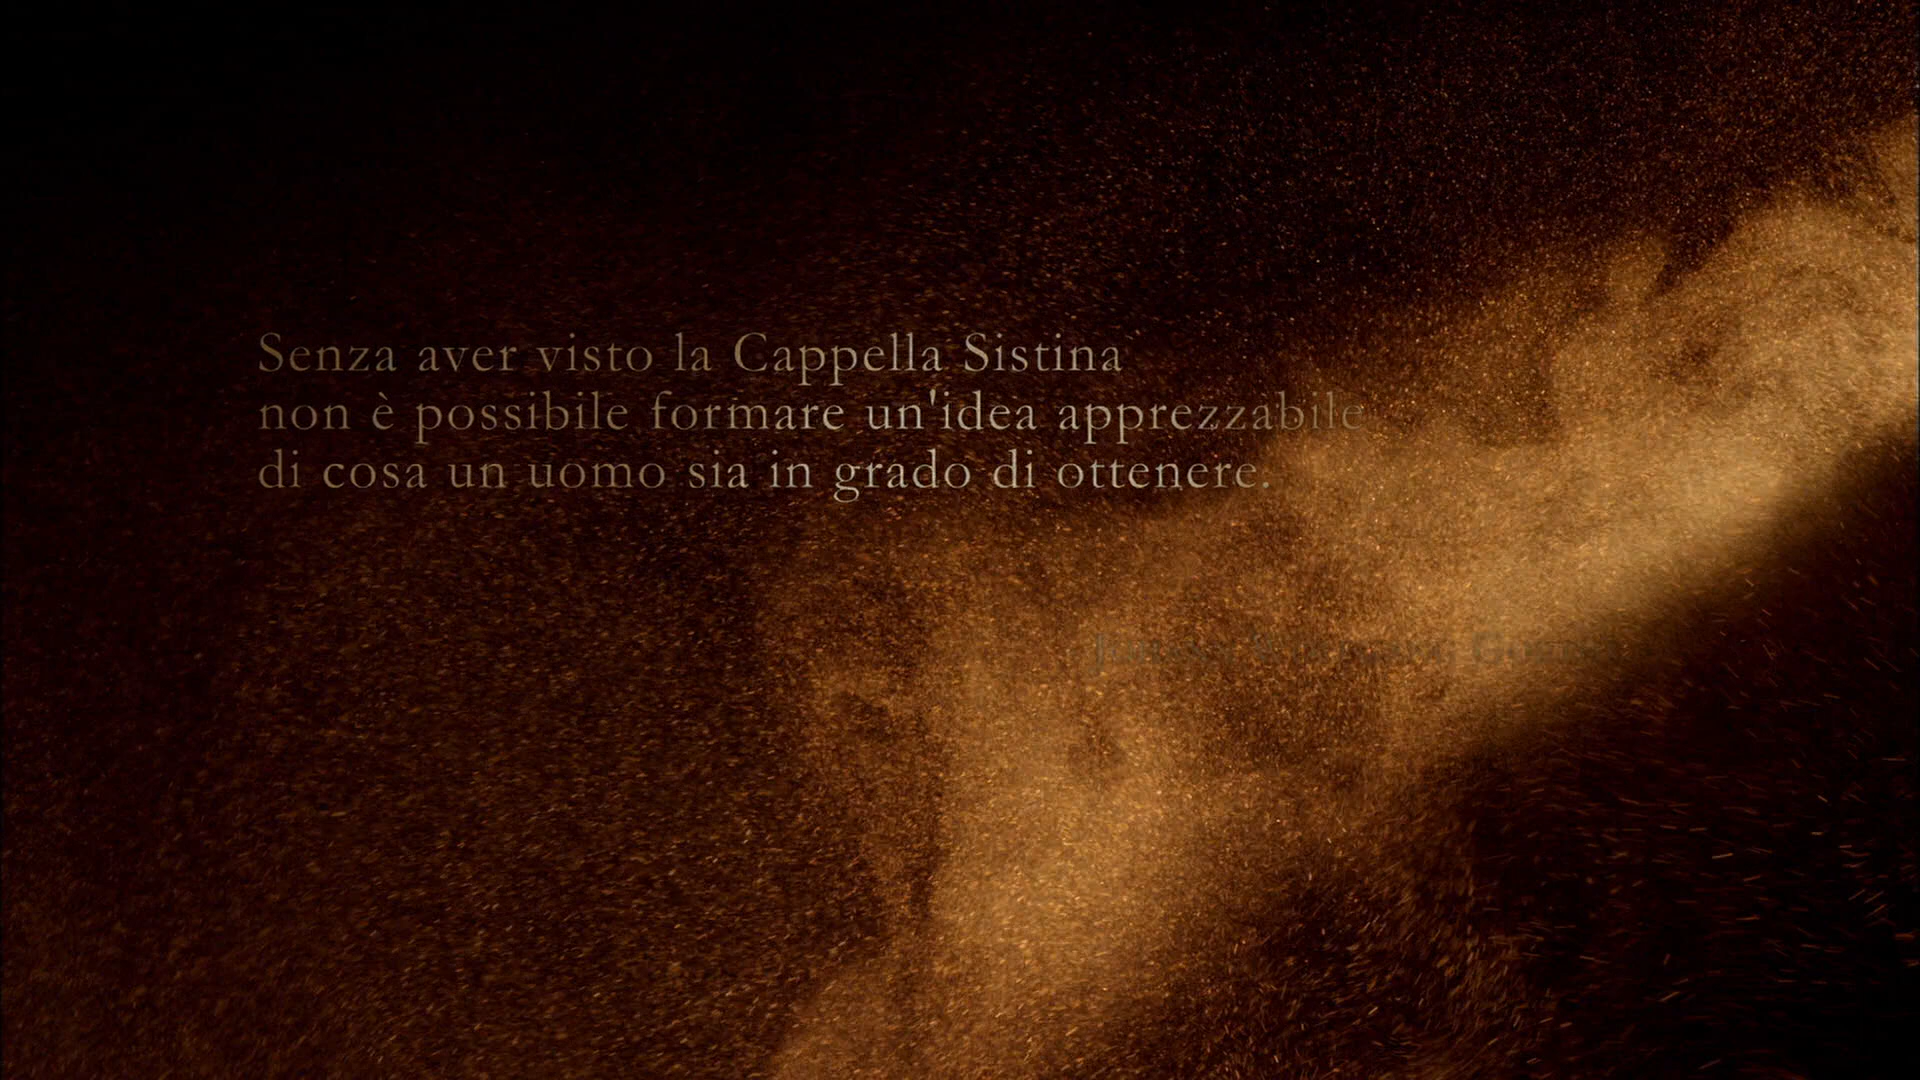 Senza aver visto la Cappella Sistina
non è possibile formare un'idea apprezzabile
di cosa un uomo sia in grado di ottenere.